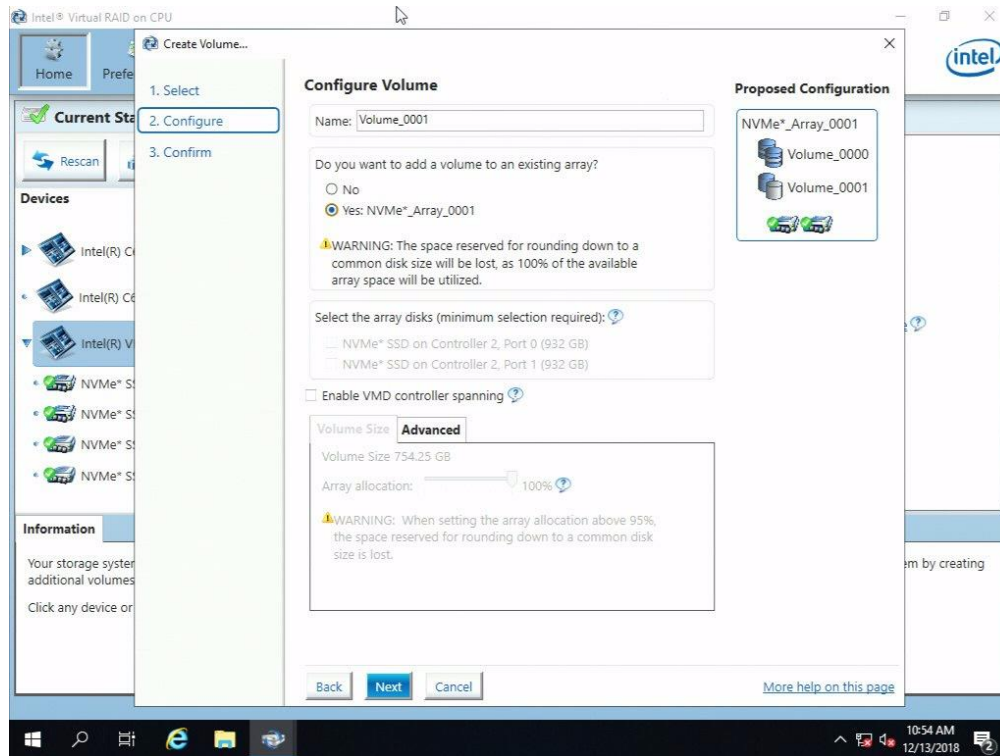 Intel® Virtual RAID on CPU
Home
Prefe
intel
Current Sta
Rescan
Devices
Intel(R) C
Intel(R) C6
Intel(R) V
NVMe* SS
NVMe* S
NVMe* S
NVMe* S
Information
Your storage system
additional volumes
Click any device or
em by creating
Create Volume...
1. Select
2. Configure
3. Confirm
Configure Volume
Name: Volume_0001
Do you want to add a volume to an existing array?
No
Yes: NVMe*_Array_0001
WARNING: The space reserved for rounding down to a
common disk size will be lost, as 100% of the available
array space will be utilized.
Select the array disks (minimum selection required):
NVMe* SSD on Controller 2, Port 0 (932 GB)
NVMe* SSD on Controller 2, Port 1 (932 GB)
Enable VMD controller spanning
Volume Size
Advanced
Volume Size 754.25 GB
Array allocation: 100%
WARNING: When setting the array allocation above 95%,
the space reserved for rounding down to a common disk
size is lost.
Proposed Configuration
NVMe*_Array_0001
Volume_0000
Volume_0001
Back
Next
Cancel
More help on this page
10:54 AM
12/13/2018
2